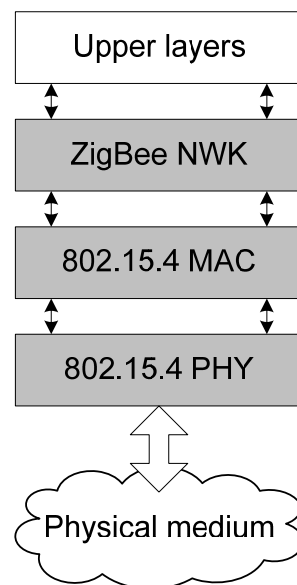 Upper layers
ZigBee NWK
802.15.4 MAC
802.15.4 PHY
Physical medium